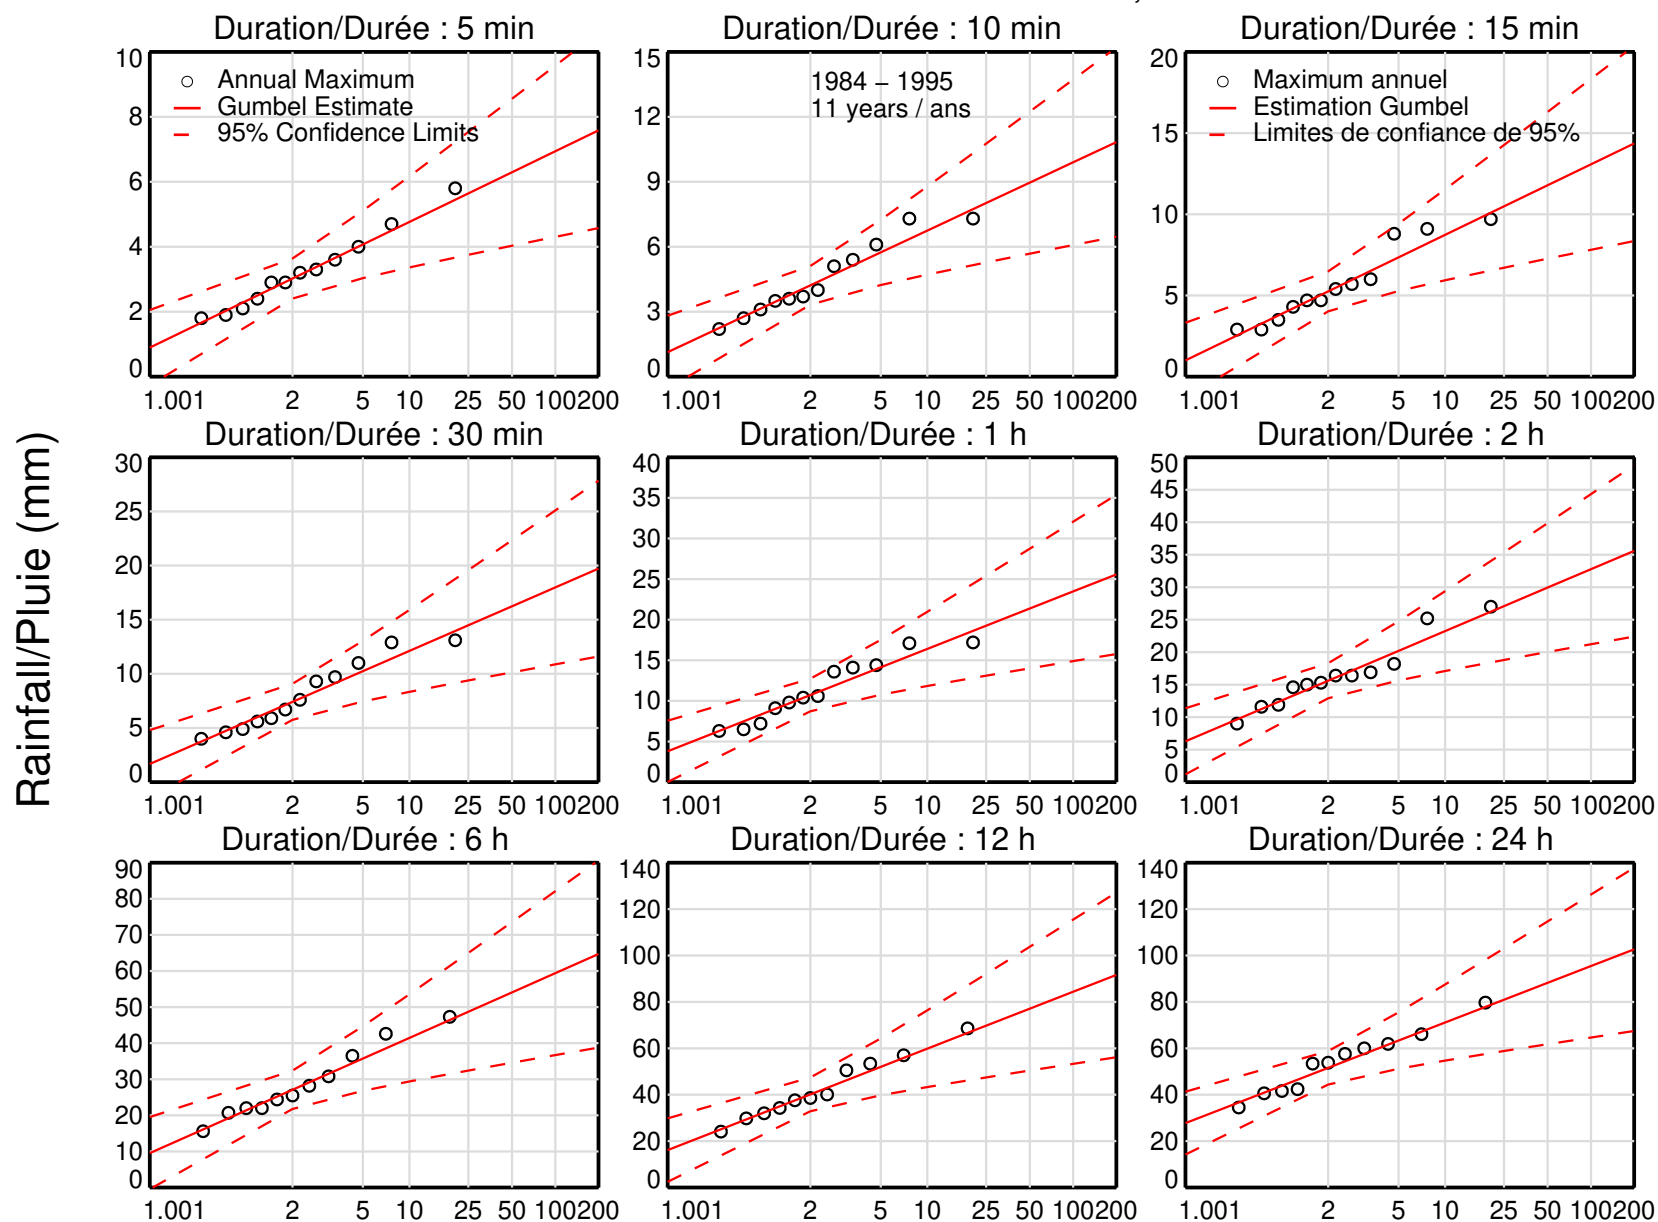 Duration/Durée : 5 min
Duration/Durée : 10 min
Duration/Durée : 15 min
10
8
6
4
2
0
Annual Maximum
Gumbel Estimate
95% Confidence Limits
1.001 2 5 10 25 50 100200
15
12
9
6
3
0
1984 – 1995
11 years / ans
1.001 2 5 10 25 50 100200
20
15
10
5
0
Maximum annuel
Estimation Gumbel
Limites de confiance de 95%
1.001 2 5 10 25 50 100200
Rainfall/Pluie (mm)
Duration/Durée : 30 min
Duration/Durée : 1 h
Duration/Durée : 2 h
30
25
20
15
10
5
0
1.001 2 5 10 25 50 100200
40
35
30
25
20
15
10
5
0
1.001 2 5 10 25 50 100200
50
45
40
35
30
25
20
15
10
5
0
1.001 2 5 10 25 50 100200
Duration/Durée : 6 h
Duration/Durée : 12 h
Duration/Durée : 24 h
90
80
70
60
50
40
30
20
10
0
1.001 2 5 10 25 50 100200
140
120
100
80
60
40
20
0
1.001 2 5 10 25 50 100200
140
120
100
80
60
40
20
0
1.001 2 5 10 25 50 100200